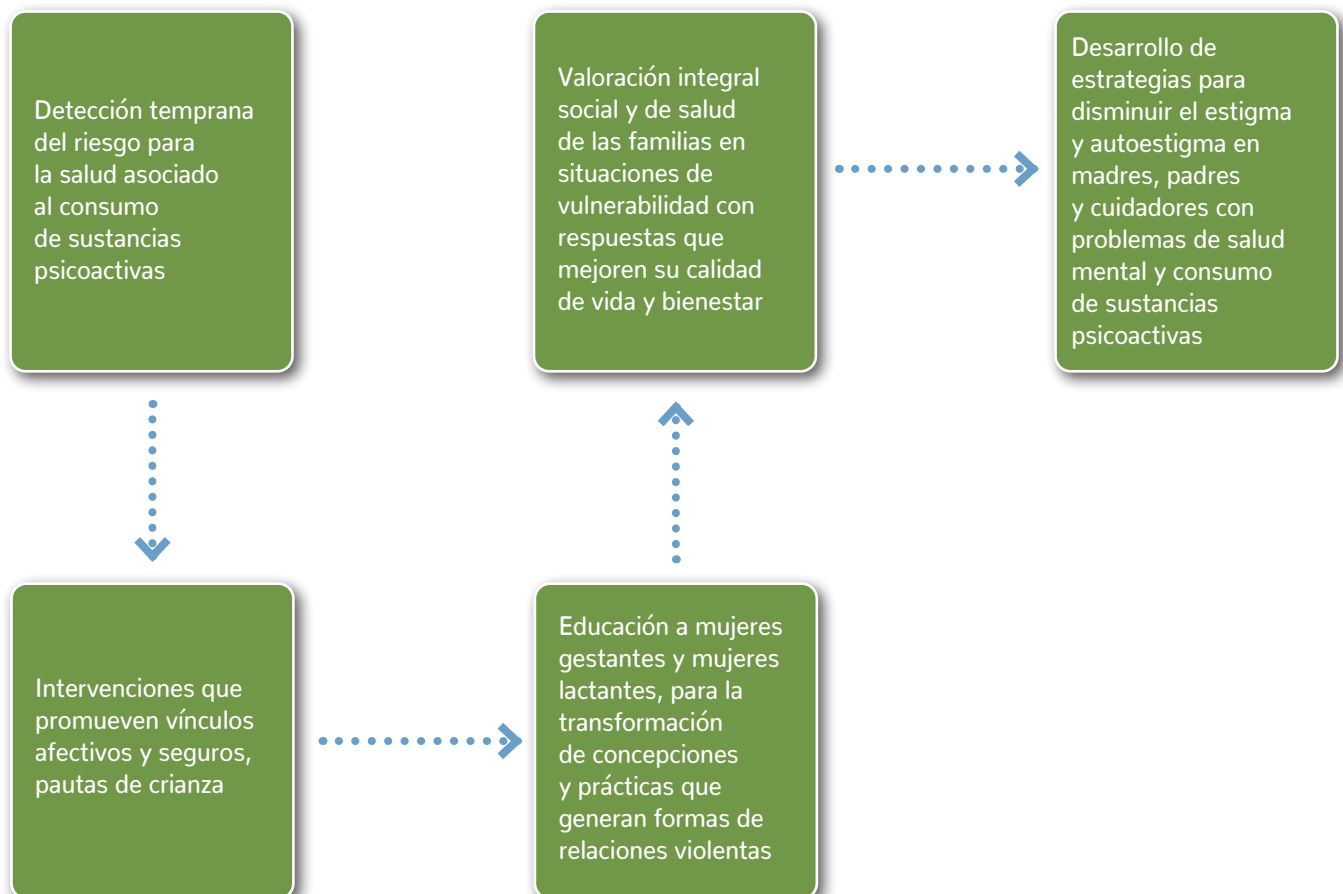 Detección temprana
del riesgo para
la salud asociado
al consumo
de sustancias
psicoactivas
Intervenciones que
promueven vínculos
afectivos y seguros,
pautas de crianza
Educación a mujeres
gestantes y mujeres
lactantes, para la
transformación
de concepciones
y prácticas que
generan formas de
relaciones violentas
Valoración integral
social y de salud
de las familias en
situaciones de
vulnerabilidad con
respuestas que
mejoren su calidad
de vida y bienestar
Desarrollo de
estrategias para
disminuir el estigma
y autoestigma en
madres, padres
y cuidadores con
problemas de salud
mental y consumo
de sustancias
psicoactivas